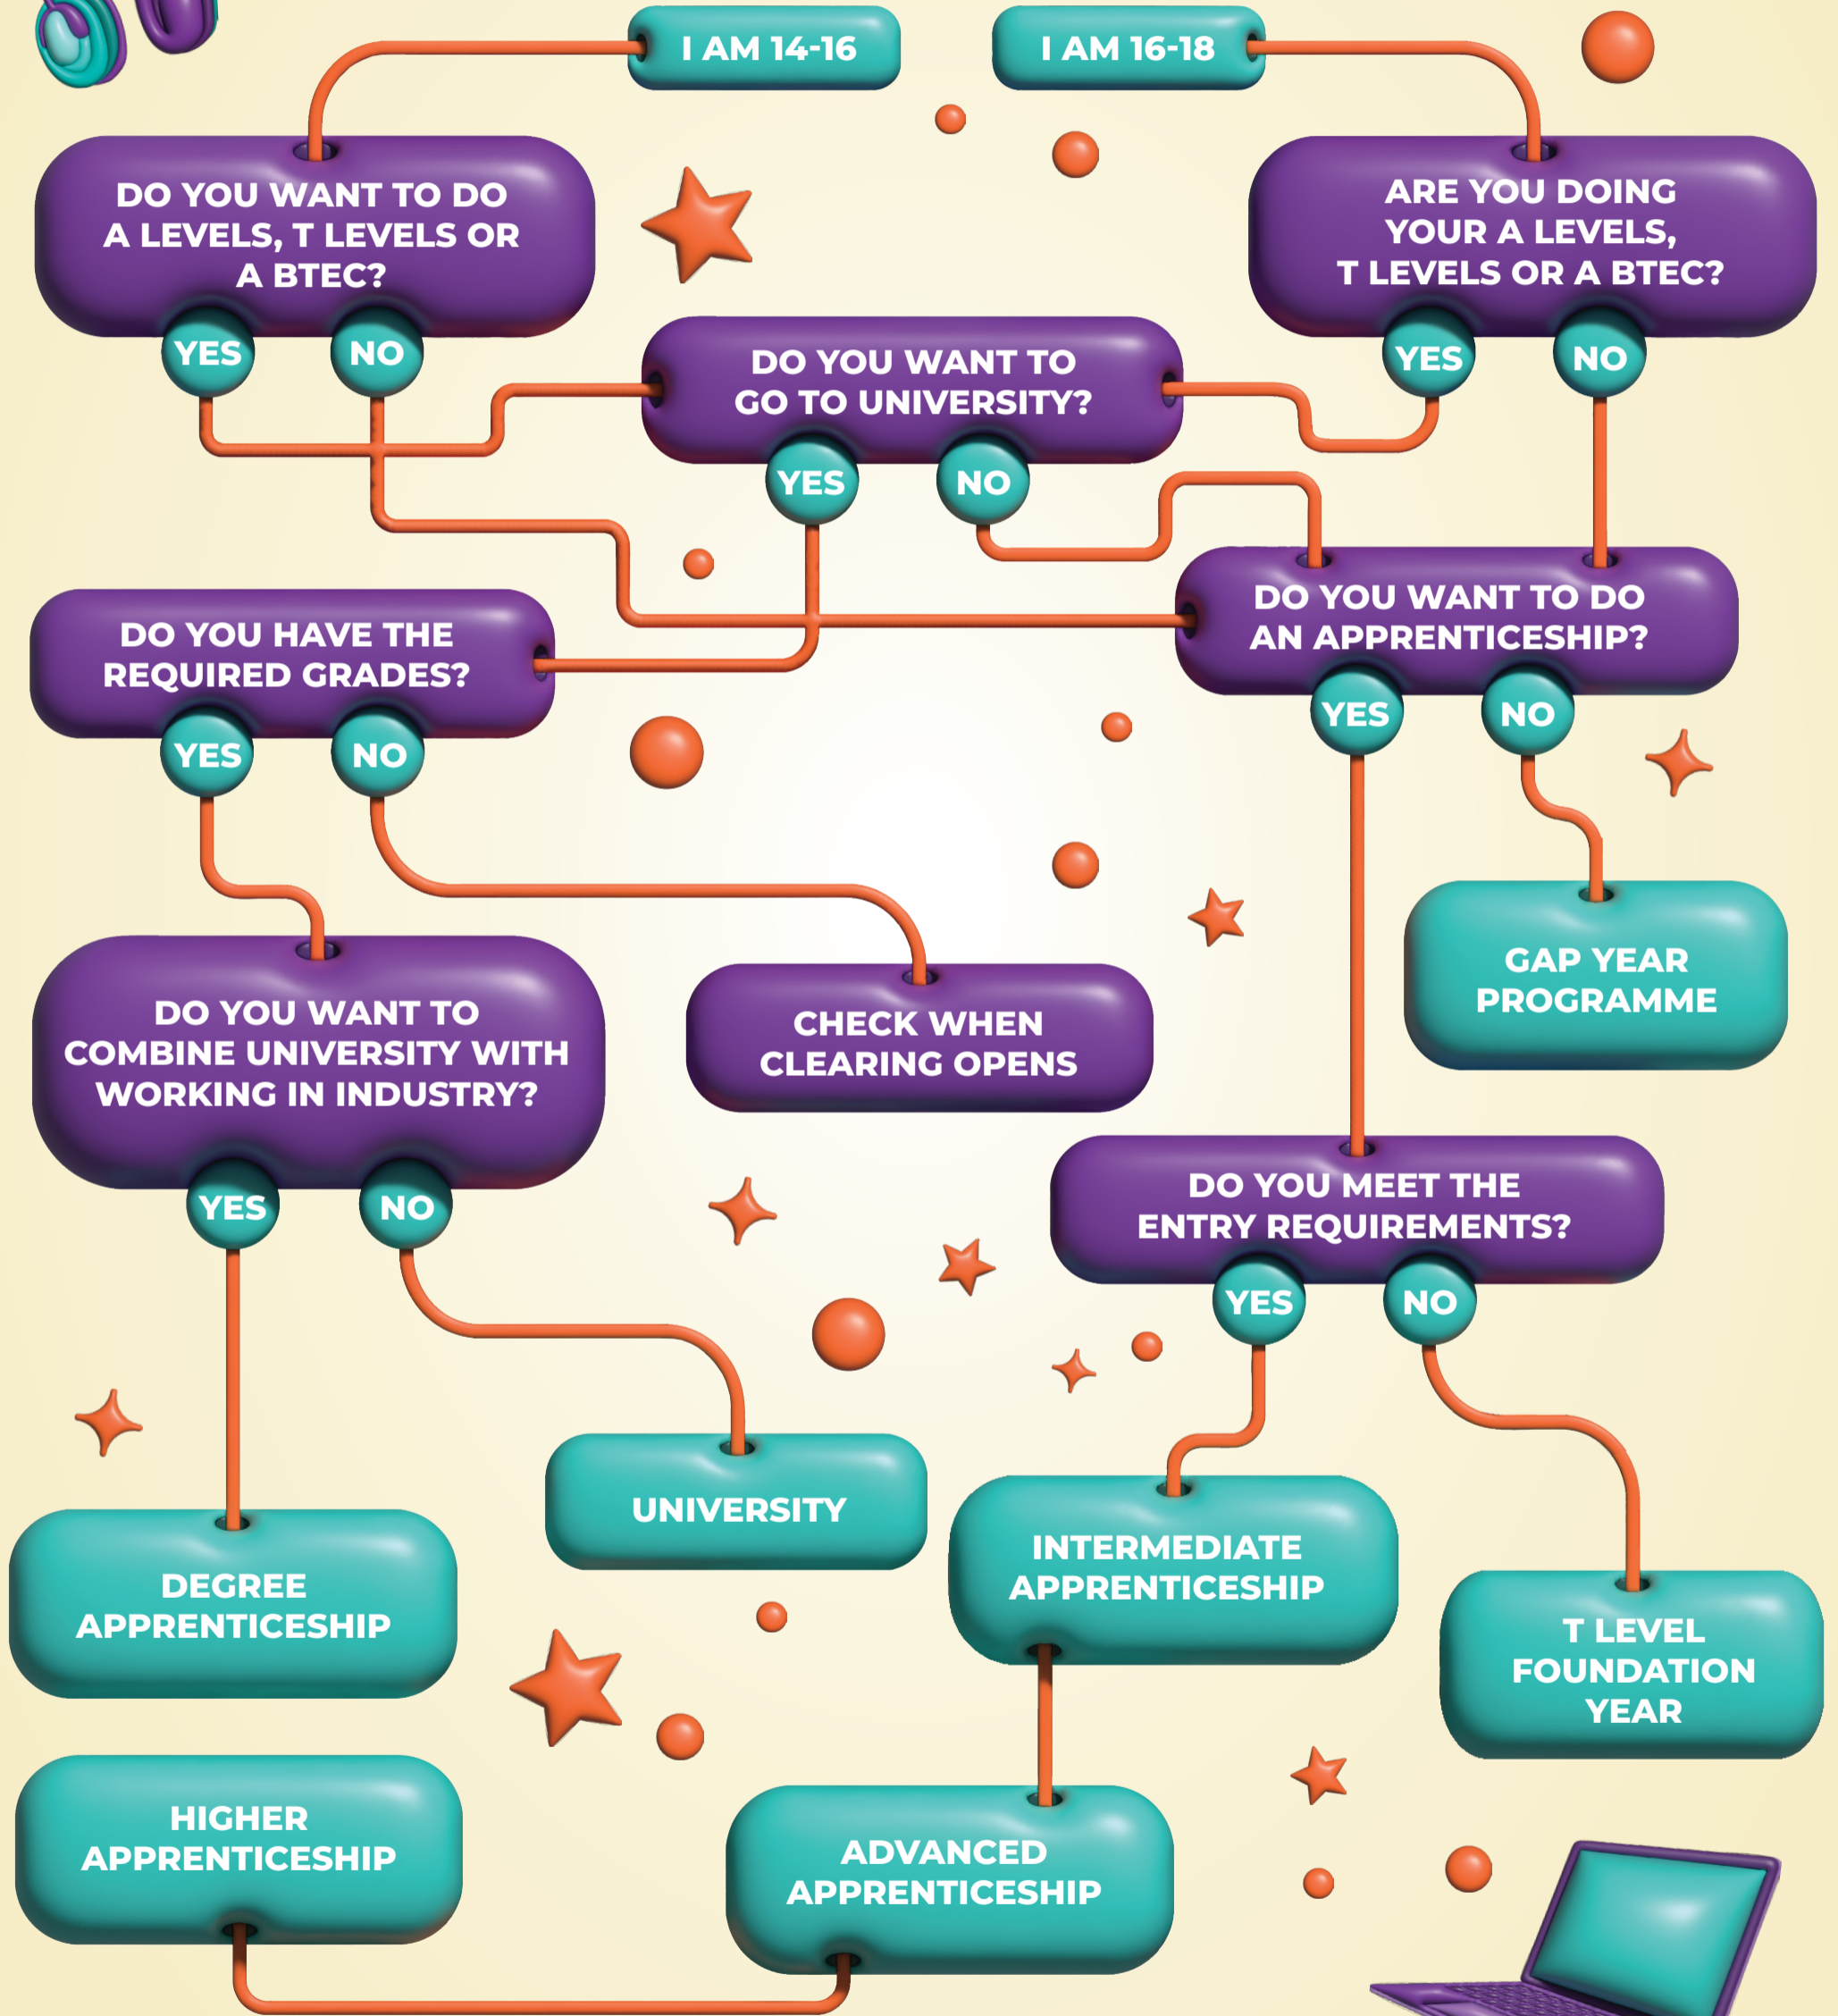 I AM 14-16
I AM 16-18
DO YOU WANT TO DO
A LEVELS, T LEVELS OR
A BTEC?
YES
NO
ARE YOU DOING
YOUR A LEVELS,
T LEVELS OR A BTEC?
YES
NO
DO YOU WANT TO
GO TO UNIVERSITY?
YES
NO
DO YOU WANT TO DO
AN APPRENTICESHIP?
YES
NO
DO YOU HAVE THE
REQUIRED GRADES?
YES
NO
GAP YEAR
PROGRAMME
DO YOU WANT TO
COMBINE UNIVERSITY WITH
WORKING IN INDUSTRY?
YES
NO
CHECK WHEN
CLEARING OPENS
DO YOU MEET THE
ENTRY REQUIREMENTS?
YES
NO
UNIVERSITY
INTERMEDIATE
APPRENTICESHIP
DEGREE
APPRENTICESHIP
T LEVEL
FOUNDATION
YEAR
HIGHER
APPRENTICESHIP
ADVANCED
APPRENTICESHIP